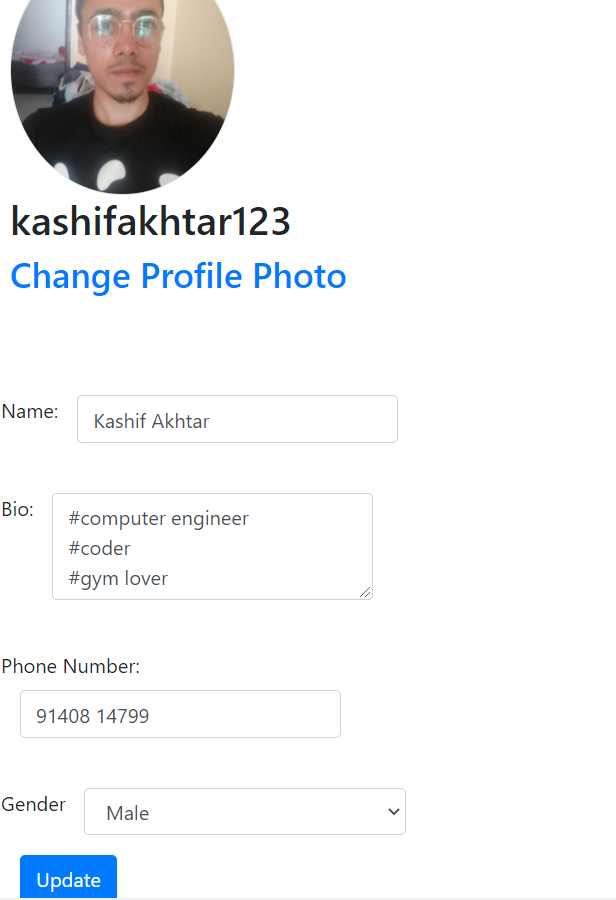 kashifakhtar123
Change Profile Photo
Name: Kashif Akhtar
Bio: #computer engineer
#coder
#gym lover
Phone Number:
91408 14799
Gender Male
Update